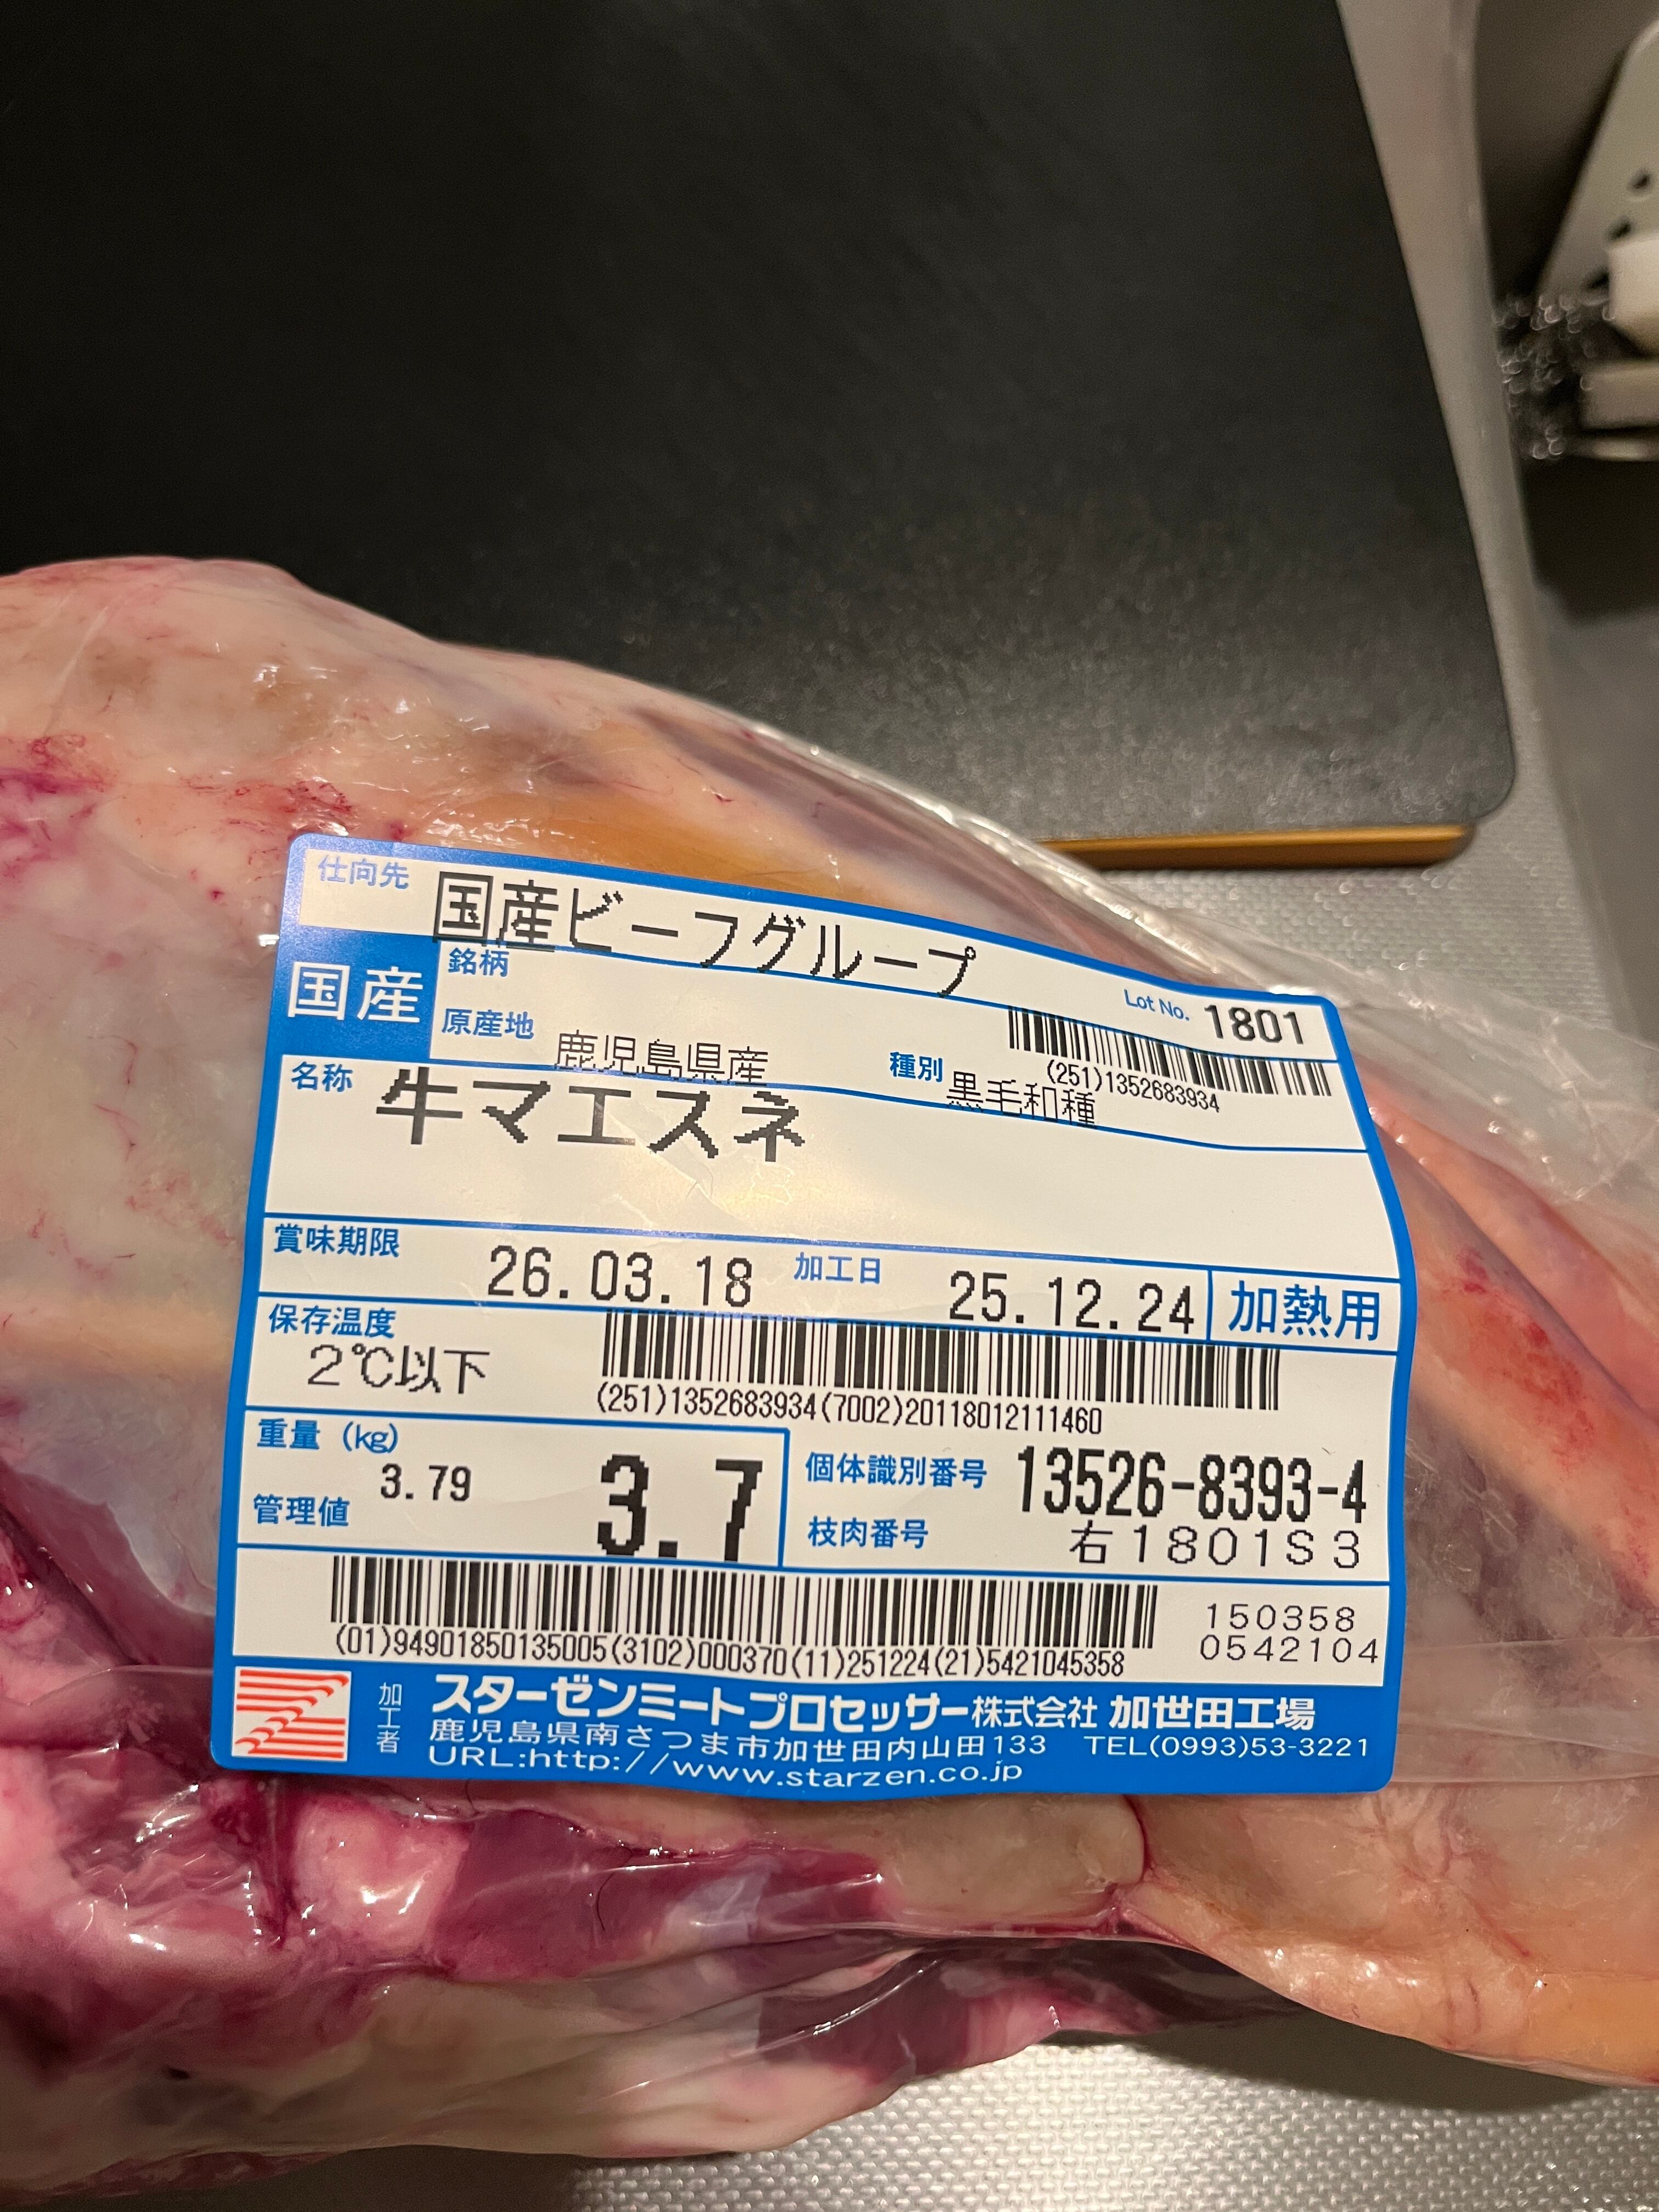 仕向先 国産ビーフグループ
Lot No. 1801
国産
銘柄
原産地 鹿児島県産
種別 黒毛和種
(251)1352683934
名称 牛マエスネ
賞味期限 26.03.18 加工日 25.12.24 加熱用
保存温度 2℃以下
(251)1352683934(7002)20118012111460
重量 (kg) 3.7
管理値 3.79
個体識別番号 13526-8393-4
枝肉番号 右1801S3
(01)94901850135005(3102)000370(11)251224(21)5421045358
150358
0542104
加工者 スターゼンミートプロセッサー株式会社 加世田工場
鹿児島県南さつま市加世田内山田133 TEL(0993)53-3221
URL:http://www.starzen.co.jp